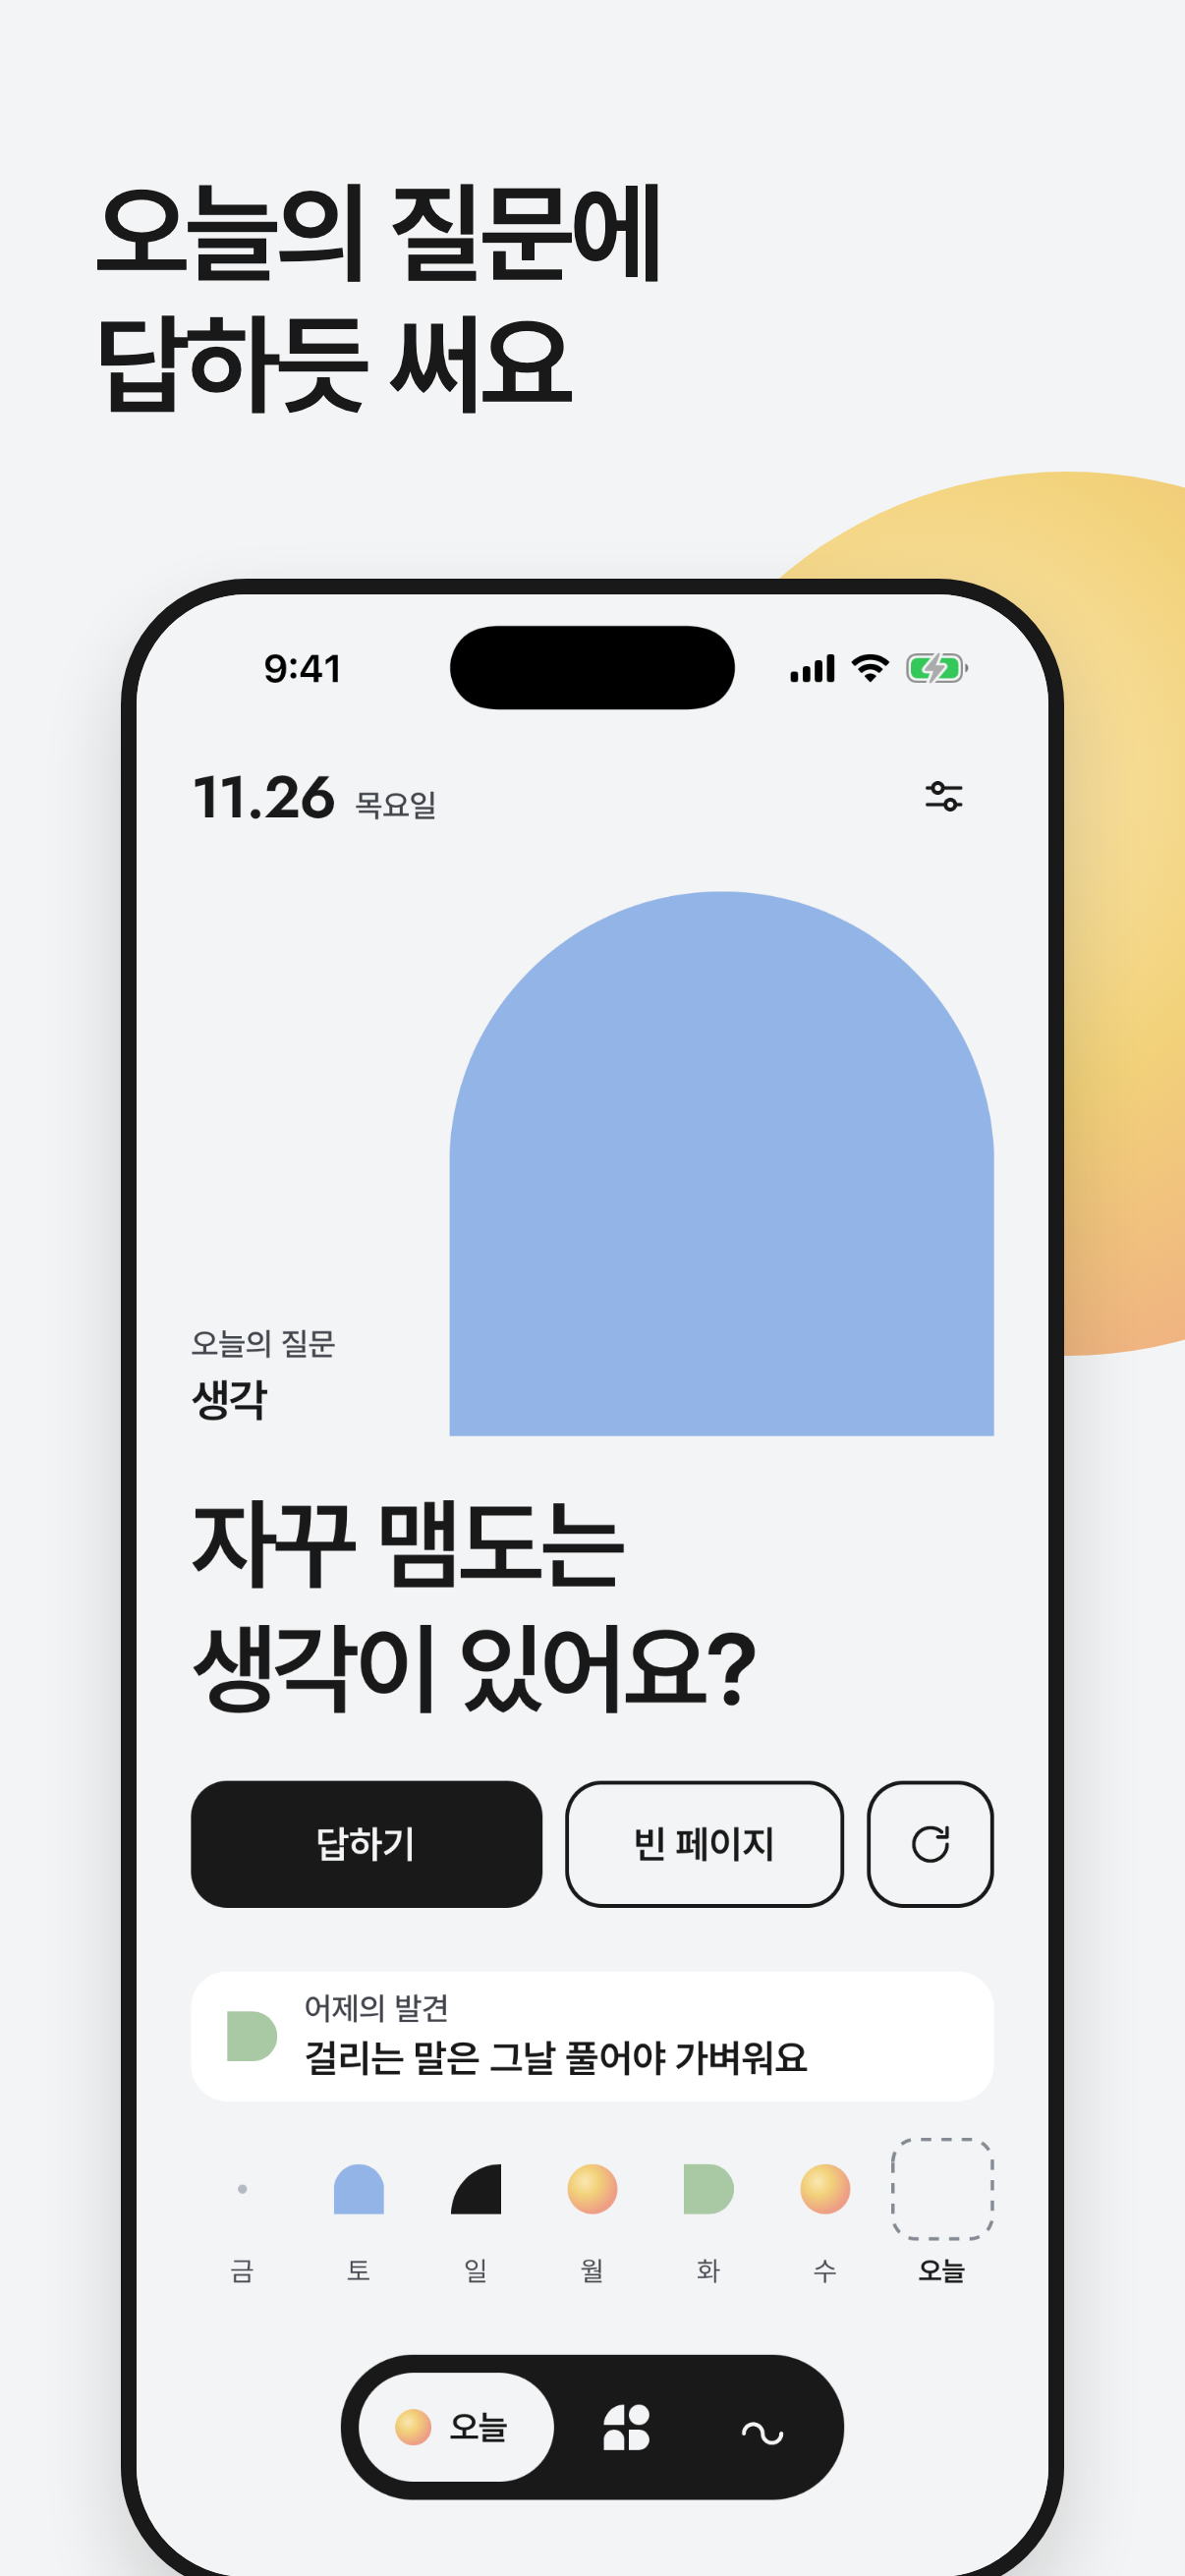 오늘의 질문에
답하듯 써요
9:41
11.26 목요일
오늘의 질문
생각
자꾸 맴도는
생각이 있어요?
답하기 빈 페이지
어제의 발견
걸리는 말은 그날 풀어야 가벼워요
금 토 일 월 화 수 오늘
오늘